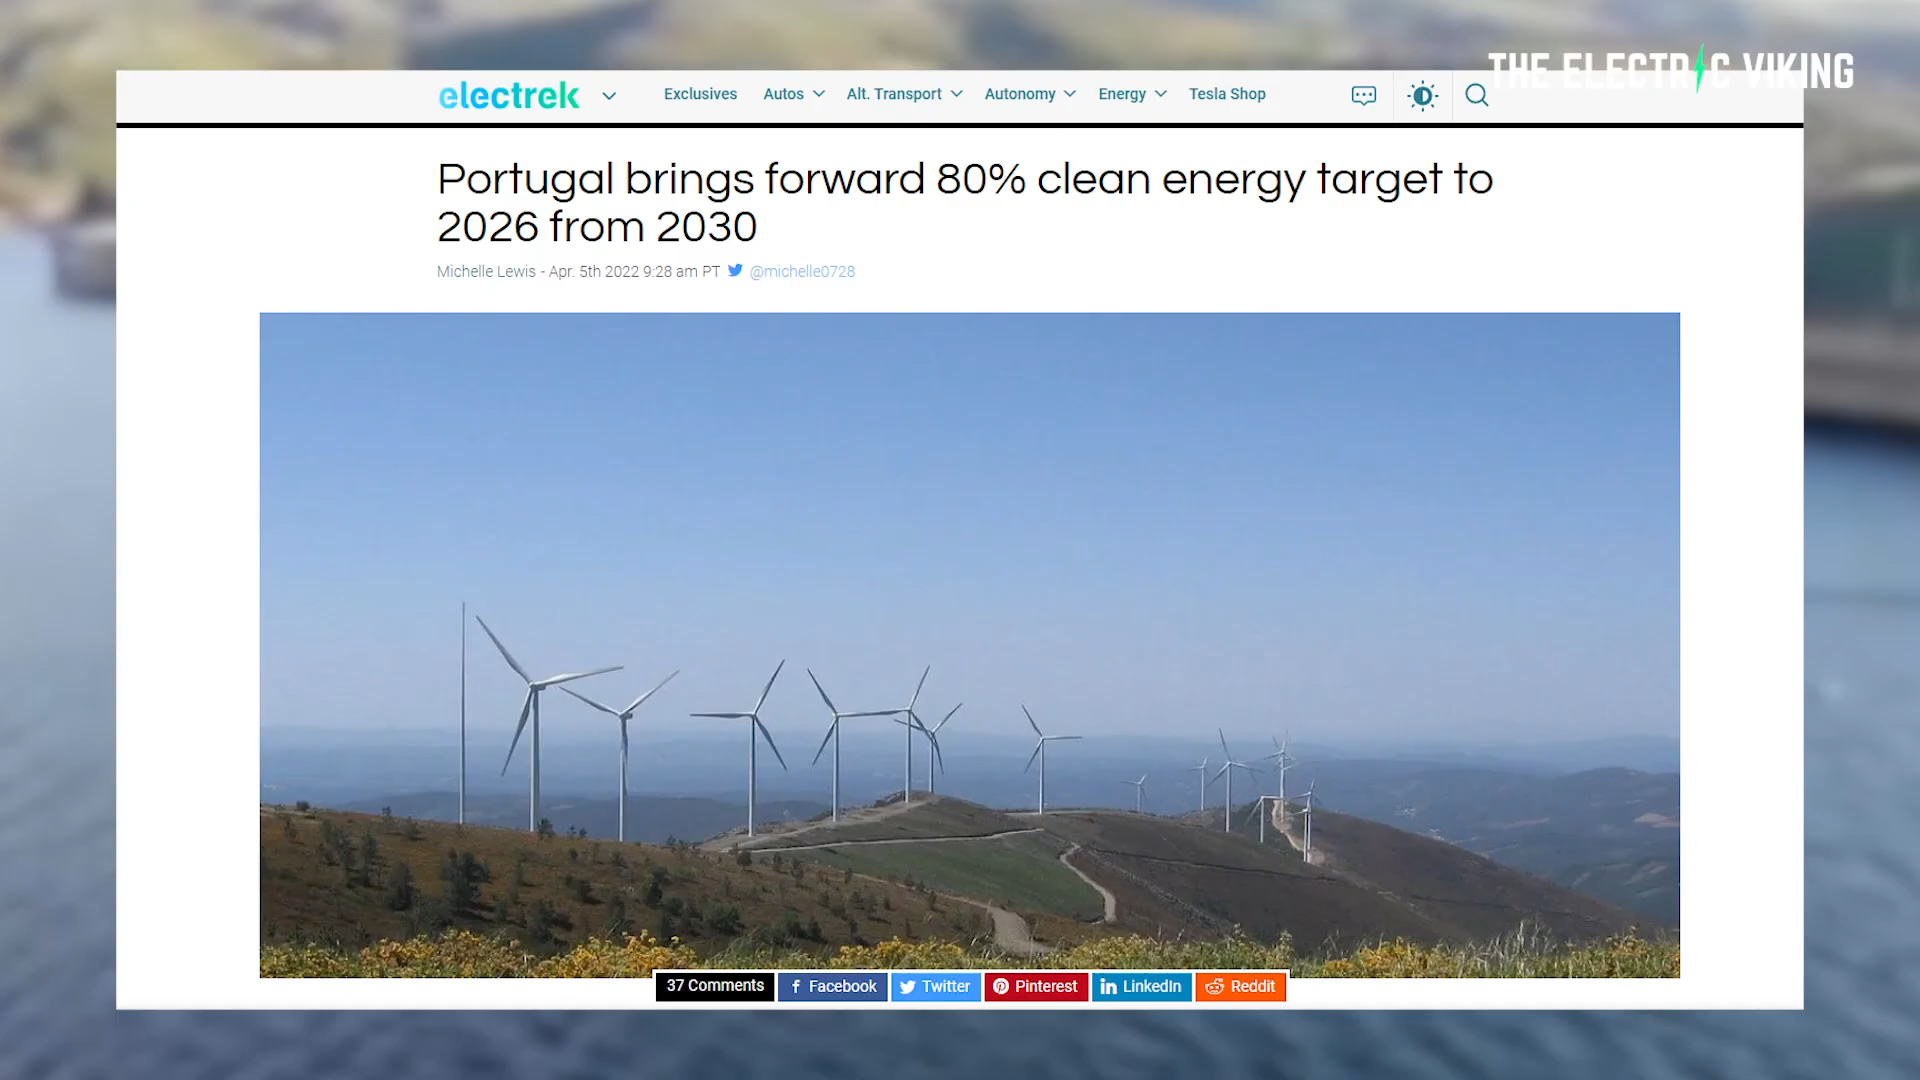 THE ELECTRIC VIKING
electrek
Exclusives
Autos
Alt. Transport
Autonomy
Energy
Tesla Shop
Portugal brings forward 80% clean energy target to
2026 from 2030
Michelle Lewis - Apr. 5th 2022 9:28 am PT @michelle0728
37 Comments
Facebook
Twitter
Pinterest
LinkedIn
Reddit